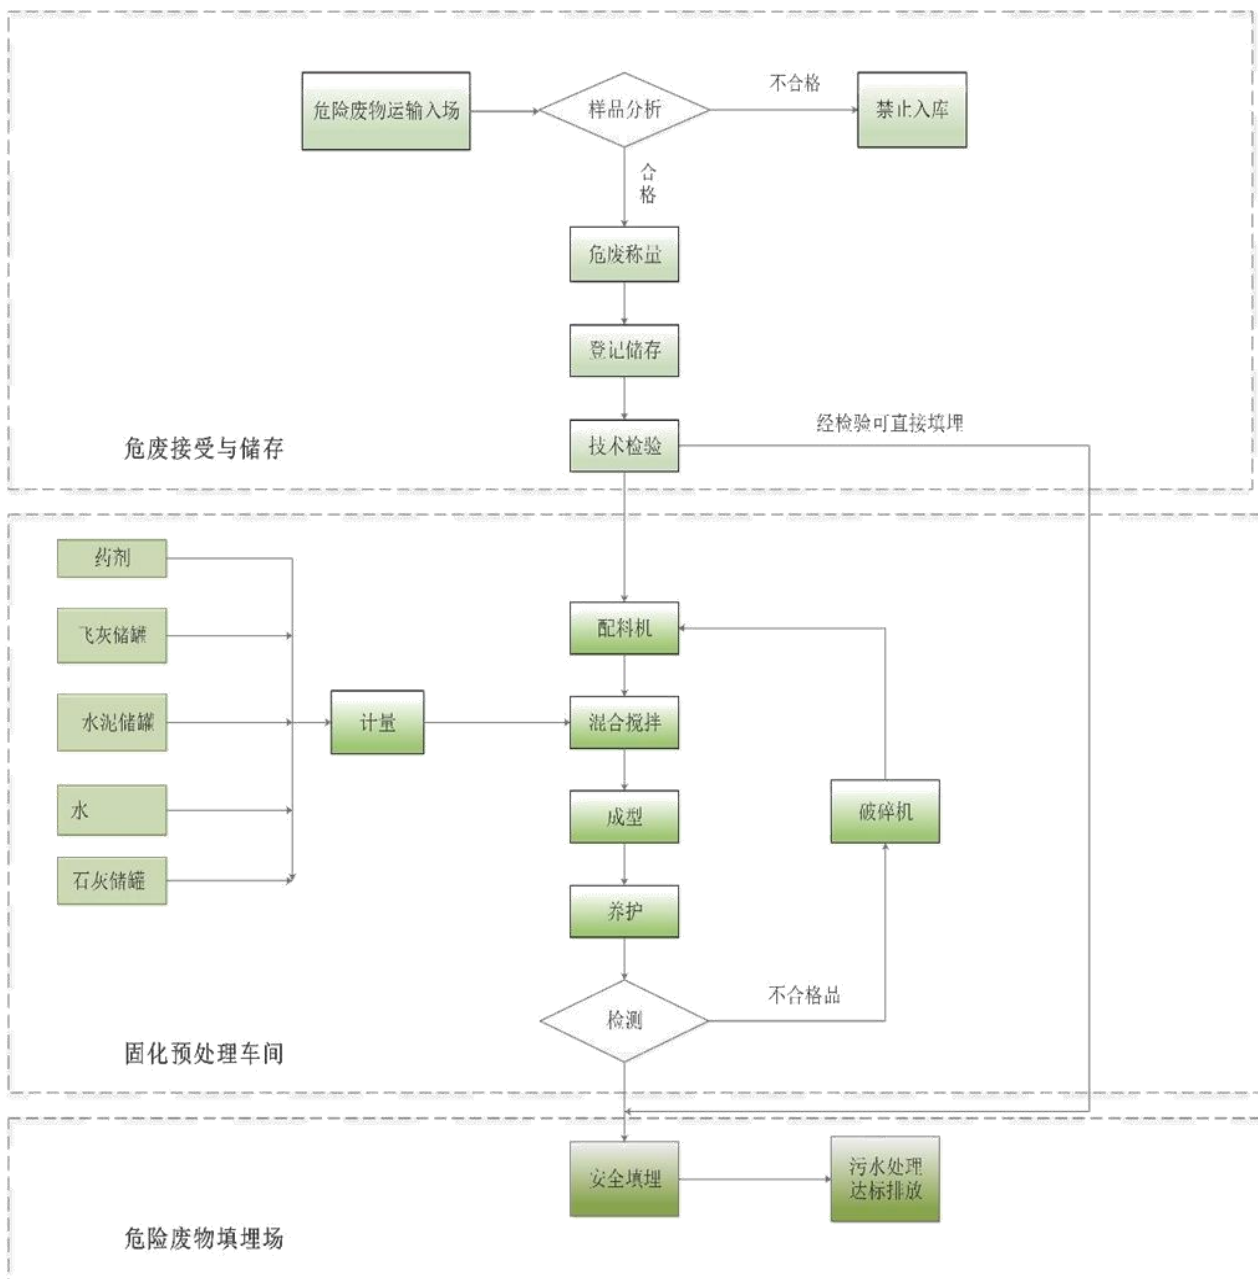 危险废物运输入场
样品分析
不合格
禁止入库
合
格
危废称量
登记储存
技术检验
经检验可直接填埋
危废接受与储存
药剂
飞灰储罐
水泥储罐
水
石灰储罐
计量
配料机
混合搅拌
成型
养护
检测
破碎机
不合格品
固化预处理车间
安全填埋
污水处理
达标排放
危险废物填埋场